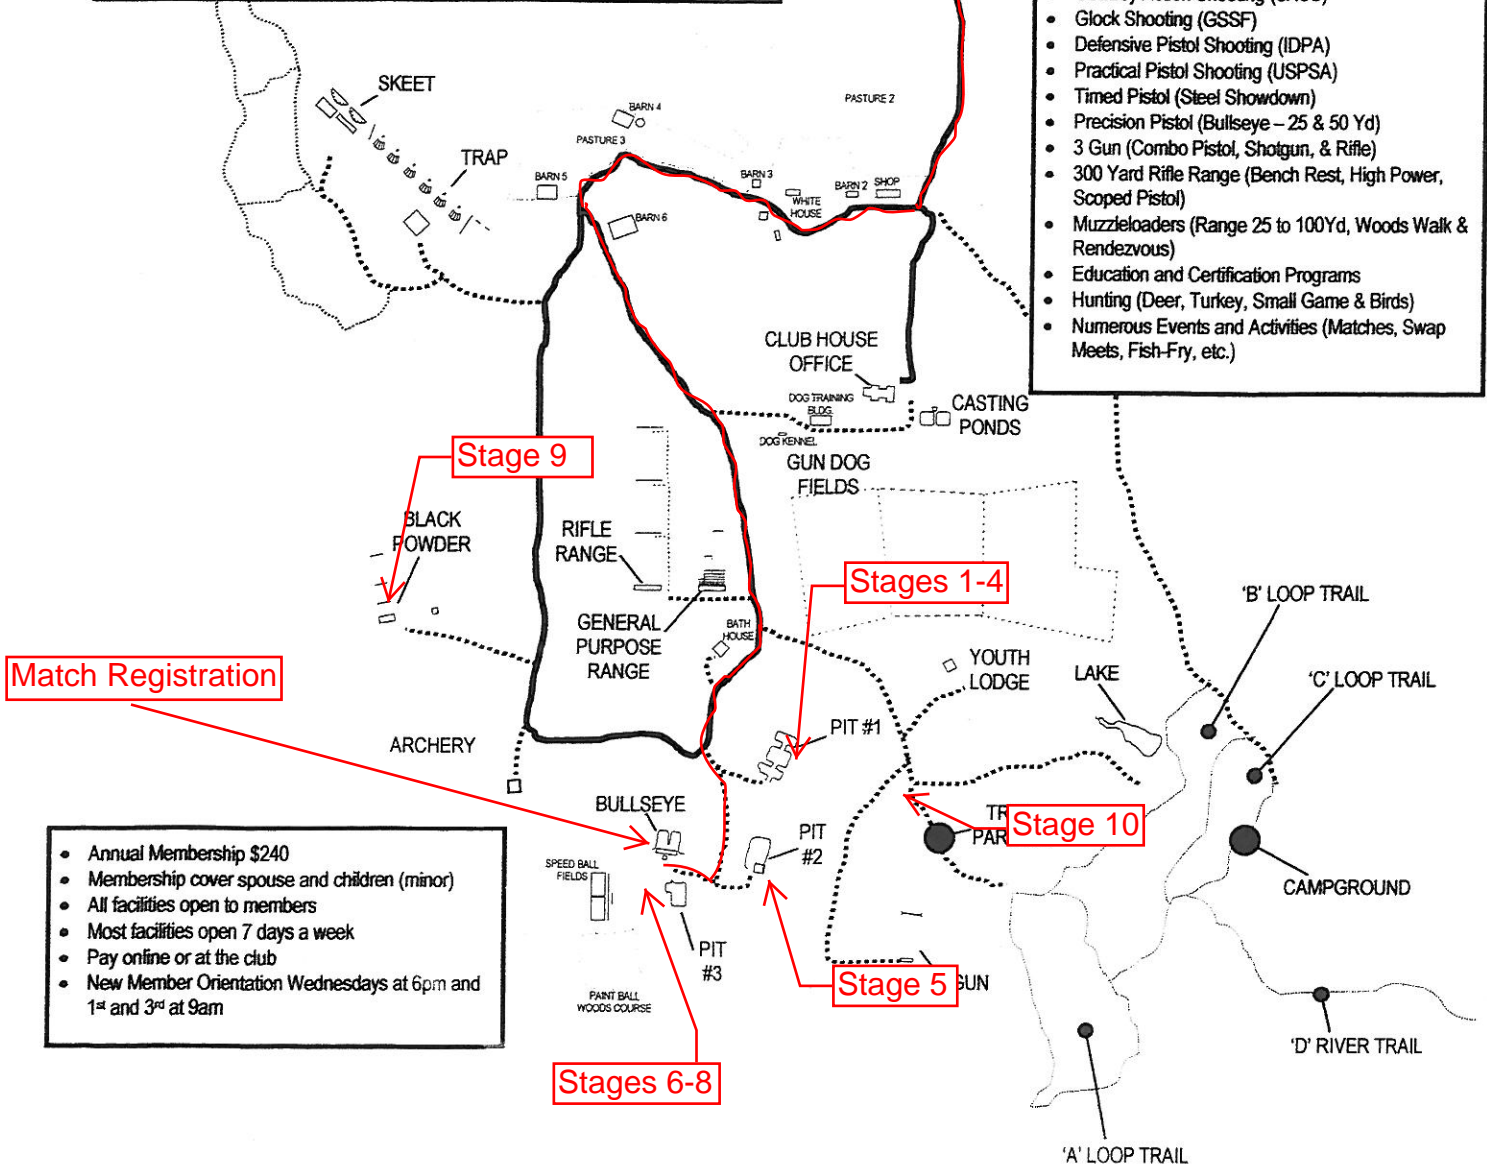 • Glock Shooting (GSSF)
• Defensive Pistol Shooting (IDPA)
• Practical Pistol Shooting (USPSA)
• Timed Pistol (Steel Showdown)
• Precision Pistol (Bullseye – 25 & 50 Yd)
• 3 Gun (Combo Pistol, Shotgun, & Rifle)
• 300 Yard Rifle Range (Bench Rest, High Power,
Scoped Pistol)
• Muzzleloaders (Range 25 to 100Yd, Woods Walk &
Rendezvous)
• Education and Certification Programs
• Hunting (Deer, Turkey, Small Game & Birds)
• Numerous Events and Activities (Matches, Swap
Meets, Fish-Fry, etc.)
SKEET
TRAP
BARN 4
PASTURE 3
PASTURE 2
BARN 5
BARN 6
BARN 3
WHITE
HOUSE
BARN 2
SHOP
CLUB HOUSE
OFFICE
DOG TRAINING
BLDG.
DOG KENNEL
CASTING
PONDS
GUN DOG
FIELDS
Stage 9
BLACK
POWDER
RIFLE
RANGE
GENERAL
PURPOSE
RANGE
BATH
HOUSE
Stages 1-4
'B' LOOP TRAIL
YOUTH
LODGE
LAKE
'C' LOOP TRAIL
Match Registration
ARCHERY
PIT #1
BULLSEYE
PIT
#2
Stage 10
SPEED BALL
FIELDS
CAMPGROUND
PIT
#3
Stage 5
PAINT BALL
WOODS COURSE
'D' RIVER TRAIL
Stages 6-8
'A' LOOP TRAIL
• Annual Membership $240
• Membership cover spouse and children (minor)
• All facilities open to members
• Most facilities open 7 days a week
• Pay online or at the club
• New Member Orientation Wednesdays at 6pm and
1st and 3rd at 9am